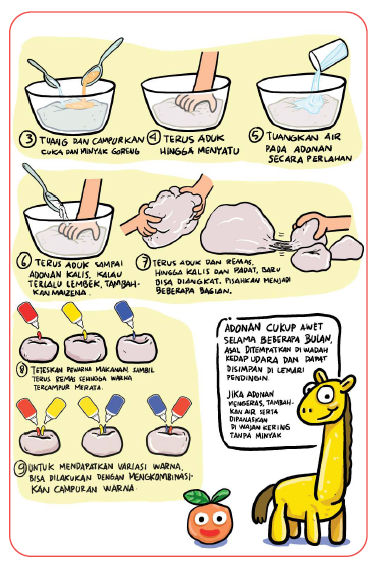 3 TUANG DAN CAMPURKAN
CUKA DAN MINYAK GORENG
4 TERUS ADUK
HINGGA MENYATU
5 TUANGKAN AIR
PADA ADONAN
SECARA PERLAHAN
6 TERUS ADUK SAMPAI
ADONAN KALIS, KALAU
TERLALU LEMBEK, TAMBAH-
KAN MAIZENA.
7 TERUS ADUK DAN REMAS,
HINGGA KALIS DAN PADAT, BARU
BISA DIANGKAT. PISAHKAN MENJADI
BEBERAPA BAGIAN.
8 TETESKAN PEWARNA MAKANAN, SAMBIL
TERUS REMAS SEHINGGA WARNA
TERCAMPUR MERATA.
9 UNTUK MENDAPATKAN VARIASI WARNA,
BISA DILAKUKAN DENGAN MENGKOMBINASI-
KAN CAMPURAN WARNA.
ADONAN CUKUP AWET
SELAMA BEBERAPA BULAN,
ASAL DITEMPATKAN DI WADAH
KEDAP UDARA DAN DAPAT
DISIMPAN DI LEMARI
PENDINGIN.
JIKA ADONAN
MENGERAS, TAMBAH-
KAN AIR SERTA
DIPANASKAN
DI WAJAN KERING
TANPA MINYAK